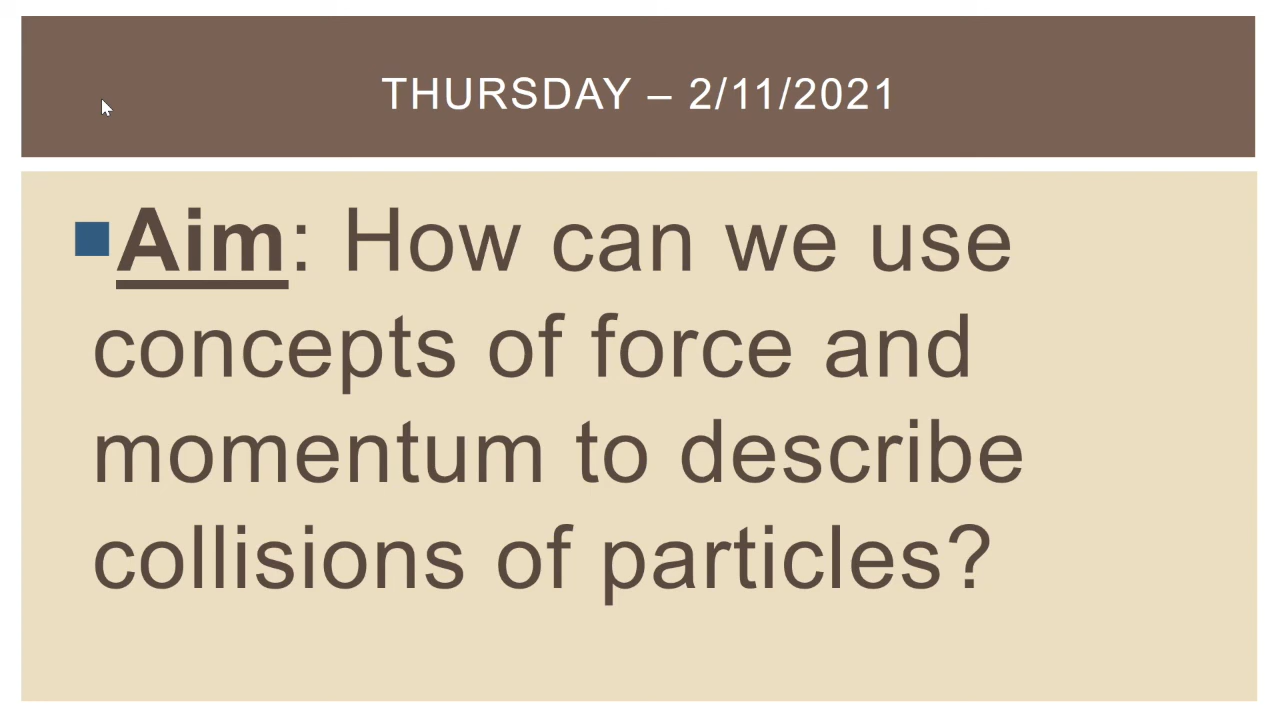 THURSDAY – 2/11/2021
Aim: How can we use
concepts of force and
momentum to describe
collisions of particles?